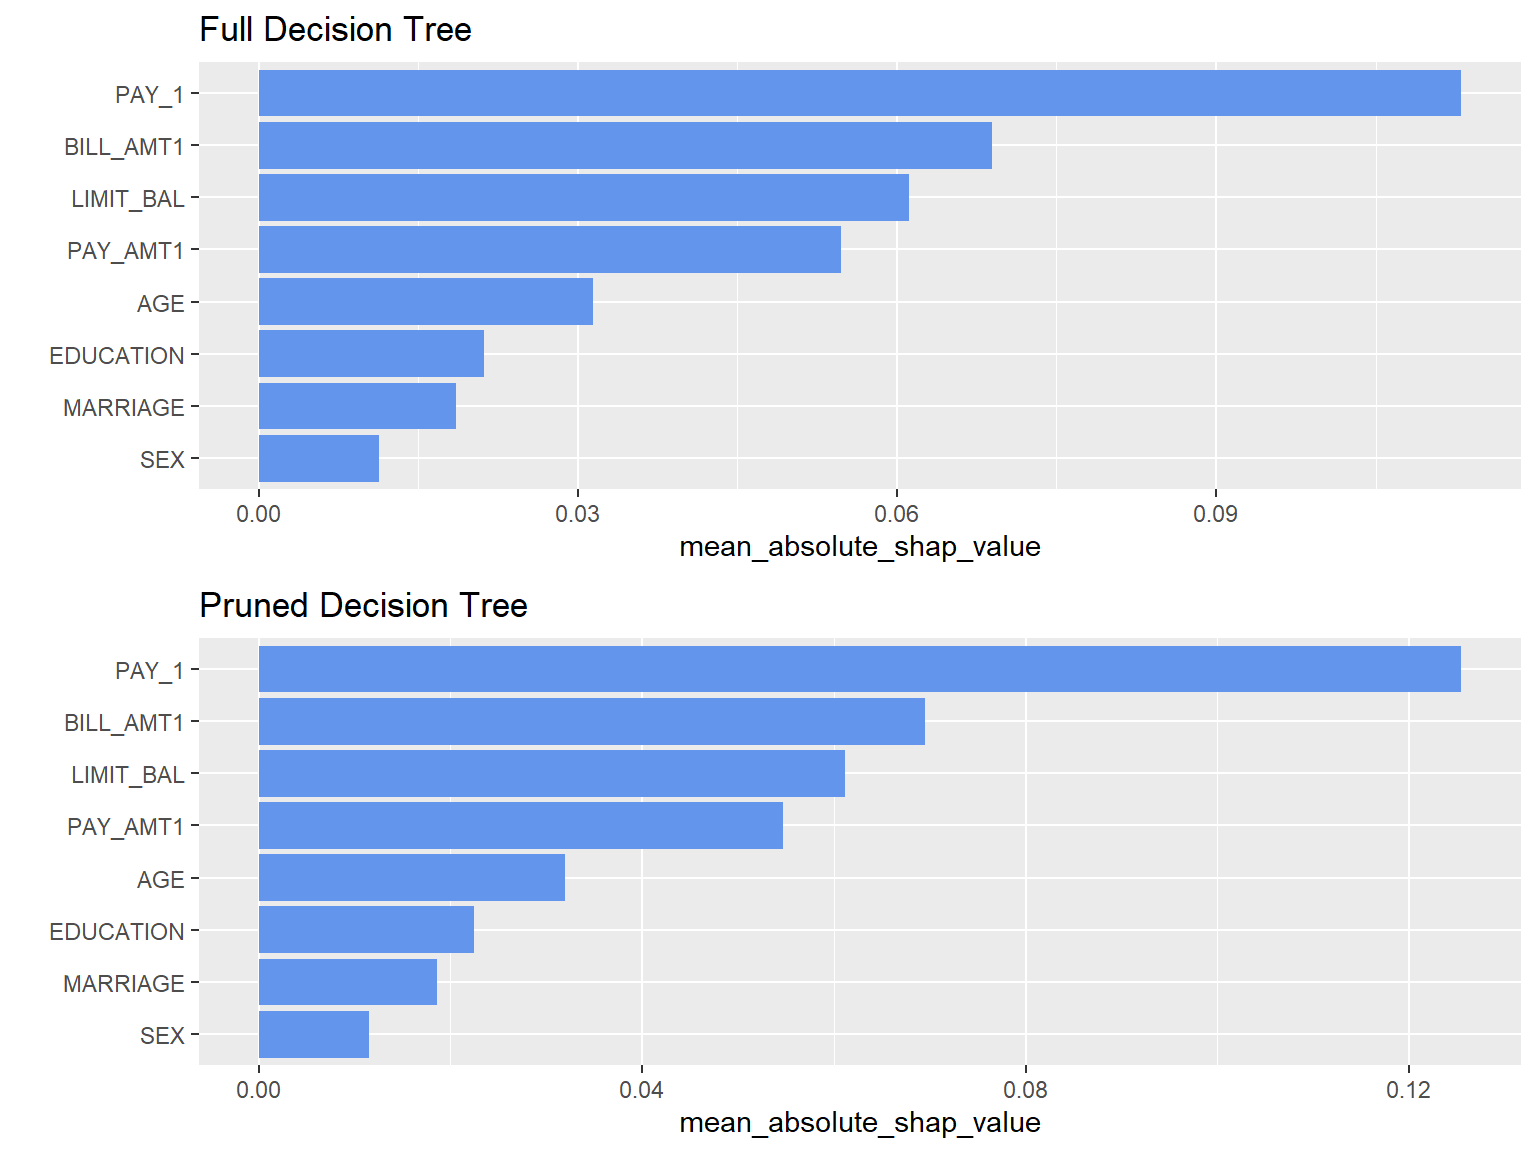 Full Decision Tree
PAY_1
BILL_AMT1
LIMIT_BAL
PAY_AMT1
AGE
EDUCATION
MARRIAGE
SEX
0.00 0.03 0.06 0.09
mean_absolute_shap_value
Pruned Decision Tree
PAY_1
BILL_AMT1
LIMIT_BAL
PAY_AMT1
AGE
EDUCATION
MARRIAGE
SEX
0.00 0.04 0.08 0.12
mean_absolute_shap_value